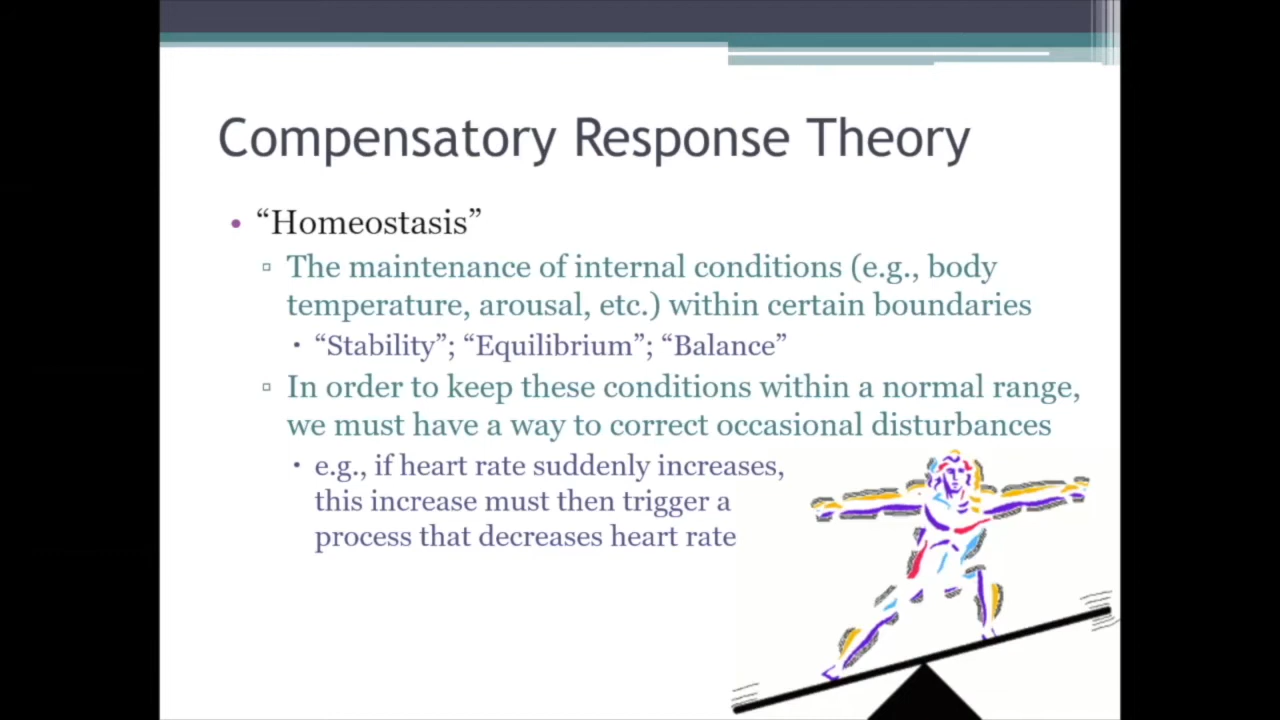 Compensatory Response Theory
• “Homeostasis”
▫ The maintenance of internal conditions (e.g., body
temperature, arousal, etc.) within certain boundaries
• “Stability”; “Equilibrium”; “Balance”
▫ In order to keep these conditions within a normal range,
we must have a way to correct occasional disturbances
• e.g., if heart rate suddenly increases,
this increase must then trigger a
process that decreases heart rate